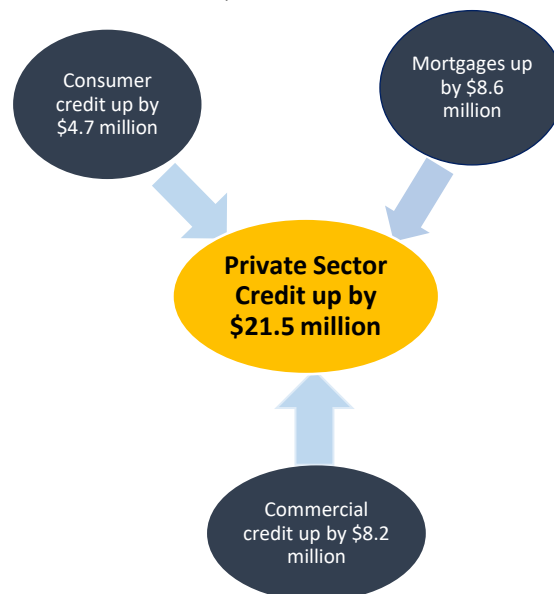 Consumer
credit up by
$4.7 million
Mortgages up
by $8.6
million
Private Sector
Credit up by
$21.5 million
Commercial
credit up by $8.2
million